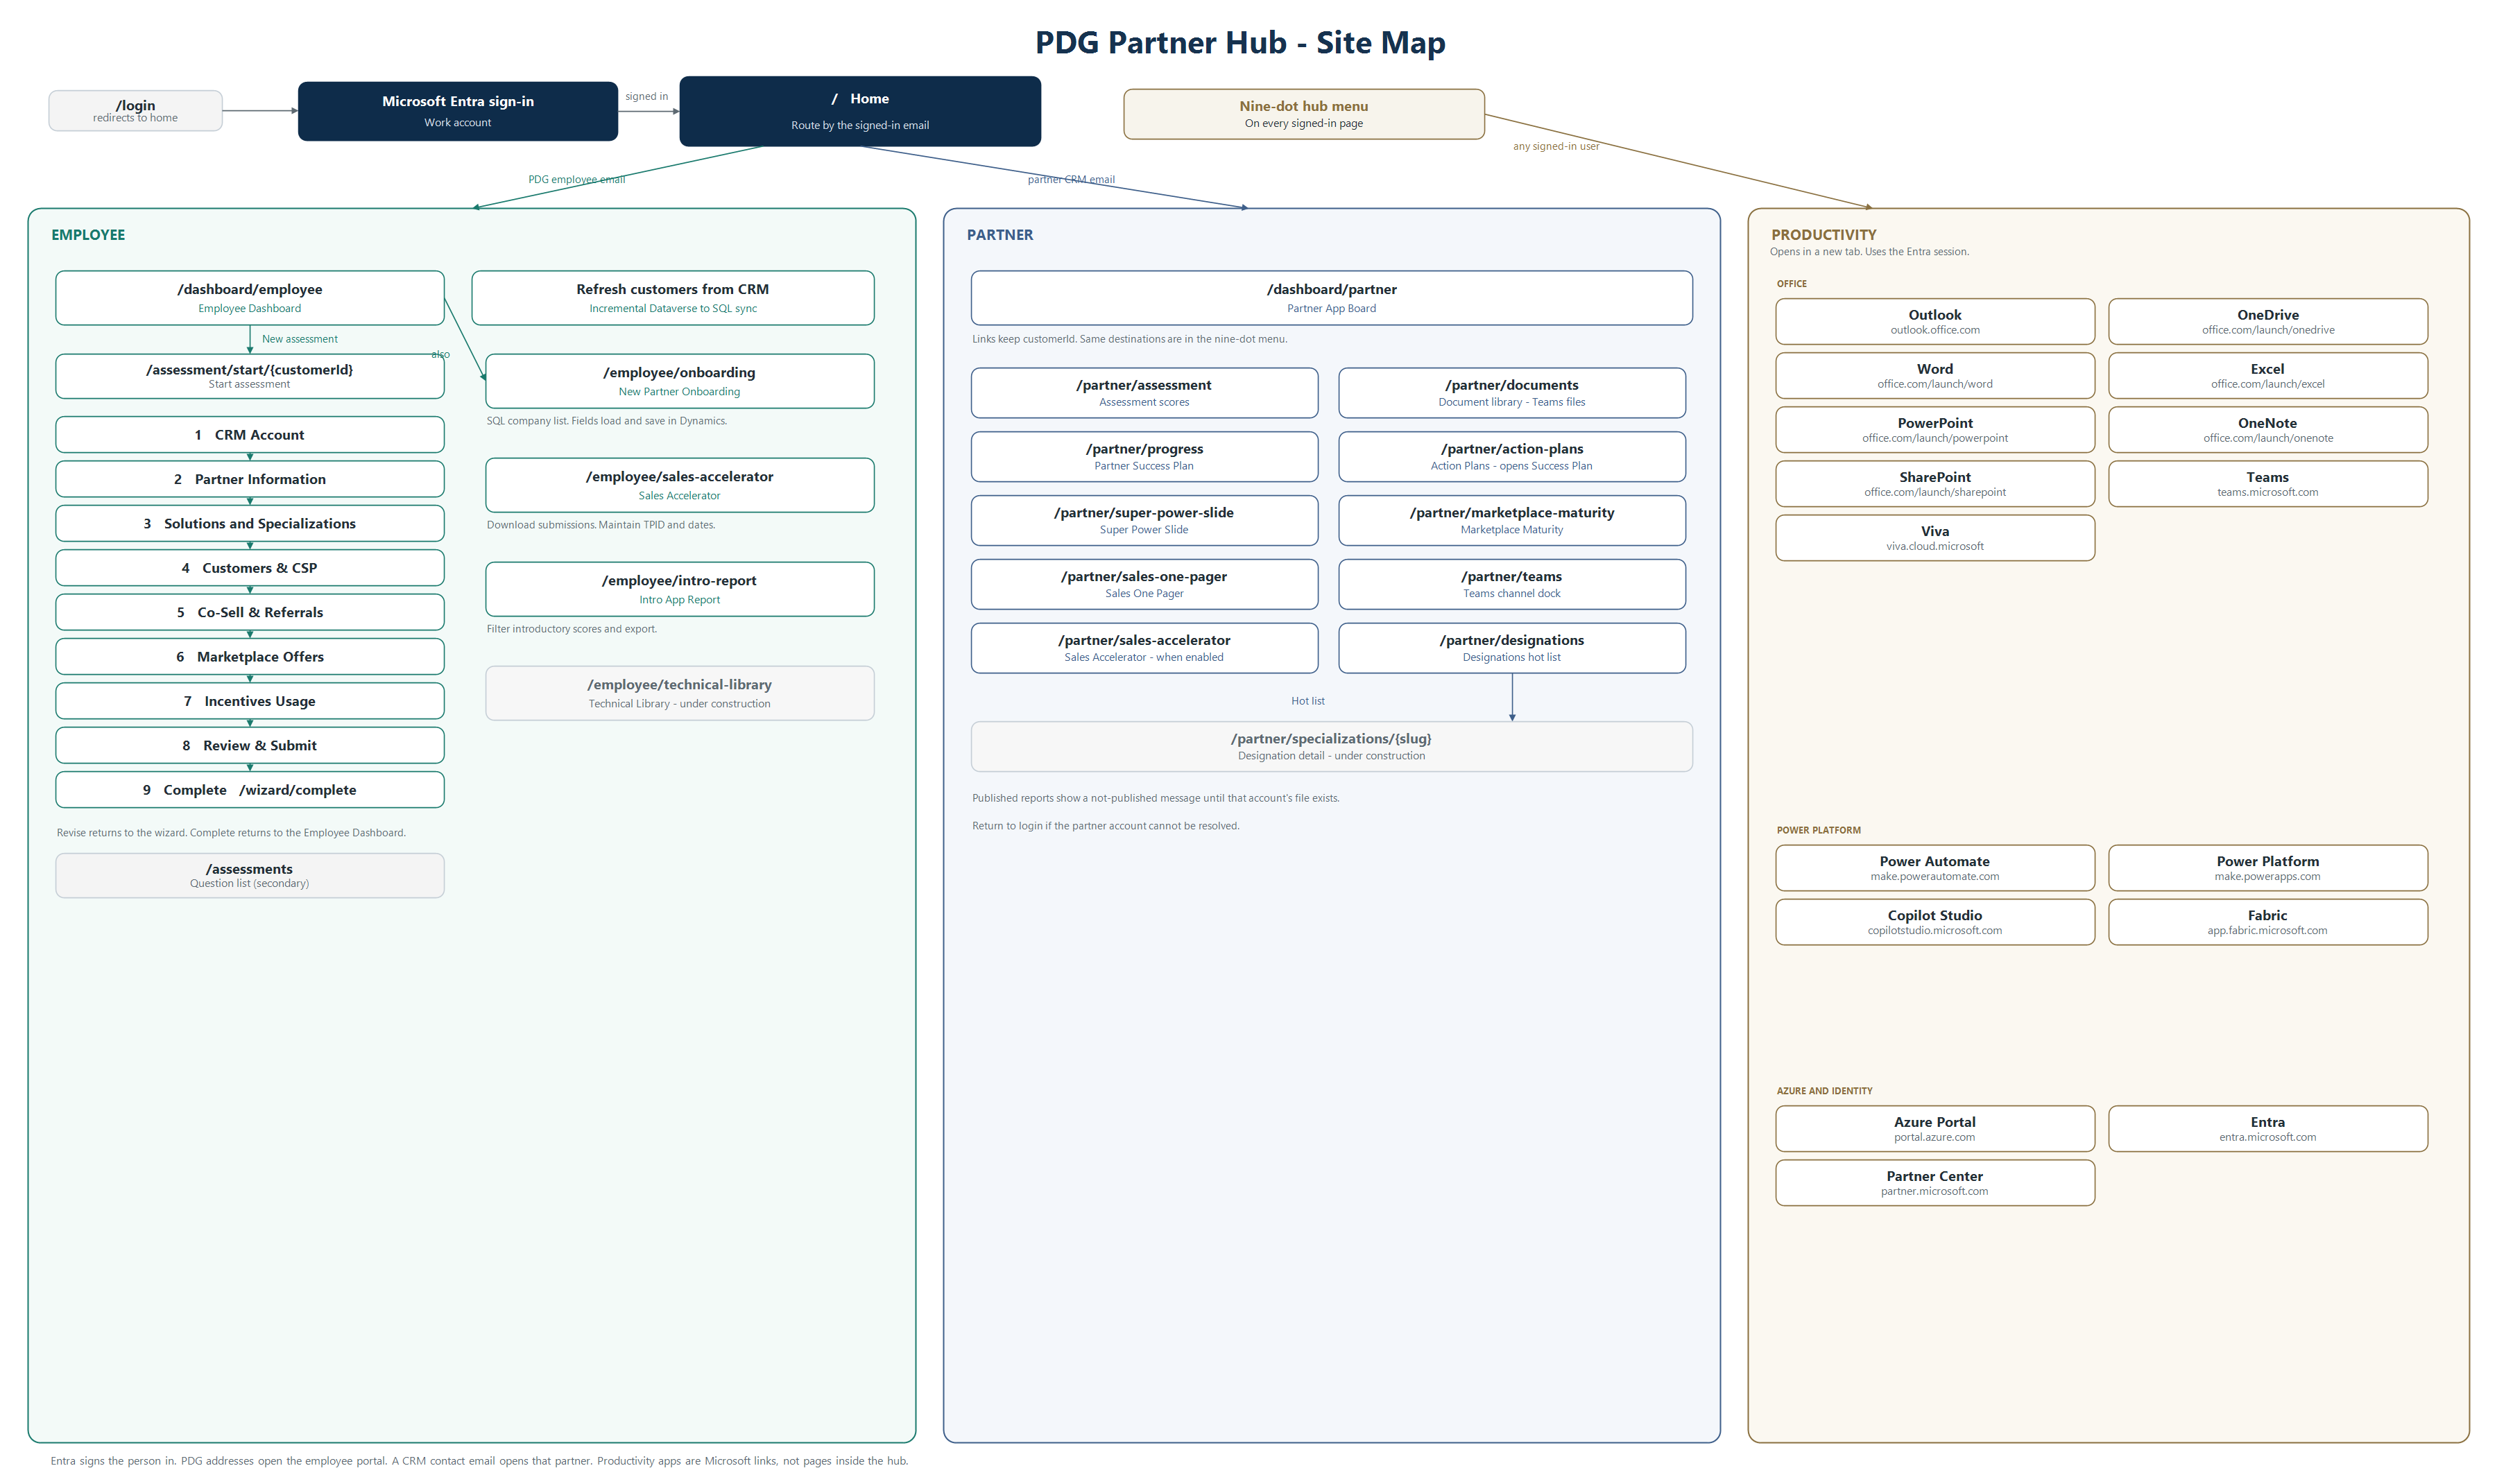 PDG Partner Hub - Site Map
/login
redirects to home
Microsoft Entra sign-in
Work account
signed in
/ Home
Route by the signed-in email
Nine-dot hub menu
On every signed-in page
any signed-in user
PDG employee email
partner CRM email
EMPLOYEE
/dashboard/employee
Employee Dashboard
Refresh customers from CRM
Incremental Dataverse to SQL sync
New assessment
also
/assessment/start/{customerId}
Start assessment
/employee/onboarding
New Partner Onboarding
SQL company list. Fields load and save in Dynamics.
1 CRM Account
2 Partner Information
3 Solutions and Specializations
4 Customers & CSP
5 Co-Sell & Referrals
6 Marketplace Offers
7 Incentives Usage
8 Review & Submit
9 Complete /wizard/complete
Revise returns to the wizard. Complete returns to the Employee Dashboard.
/assessments
Question list (secondary)
/employee/sales-accelerator
Sales Accelerator
Download submissions. Maintain TPID and dates.
/employee/intro-report
Intro App Report
Filter introductory scores and export.
/employee/technical-library
Technical Library - under construction
PARTNER
/dashboard/partner
Partner App Board
Links keep customerId. Same destinations are in the nine-dot menu.
/partner/assessment
Assessment scores
/partner/documents
Document library - Teams files
/partner/progress
Partner Success Plan
/partner/action-plans
Action Plans - opens Success Plan
/partner/super-power-slide
Super Power Slide
/partner/marketplace-maturity
Marketplace Maturity
/partner/sales-one-pager
Sales One Pager
/partner/teams
Teams channel dock
/partner/sales-accelerator
Sales Accelerator - when enabled
/partner/designations
Designations hot list
Hot list
/partner/specializations/{slug}
Designation detail - under construction
Published reports show a not-published message until that account's file exists.
Return to login if the partner account cannot be resolved.
PRODUCTIVITY
Opens in a new tab. Uses the Entra session.
OFFICE
Outlook
outlook.office.com
OneDrive
office.com/launch/onedrive
Word
office.com/launch/word
Excel
office.com/launch/excel
PowerPoint
office.com/launch/powerpoint
OneNote
office.com/launch/onenote
SharePoint
office.com/launch/sharepoint
Teams
teams.microsoft.com
Viva
viva.cloud.microsoft
POWER PLATFORM
Power Automate
make.powerautomate.com
Power Platform
make.powerapps.com
Copilot Studio
copilotstudio.microsoft.com
Fabric
app.fabric.microsoft.com
AZURE AND IDENTITY
Azure Portal
portal.azure.com
Entra
entra.microsoft.com
Partner Center
partner.microsoft.com
Entra signs the person in. PDG addresses open the employee portal. A CRM contact email opens that partner. Productivity apps are Microsoft links, not pages inside the hub.